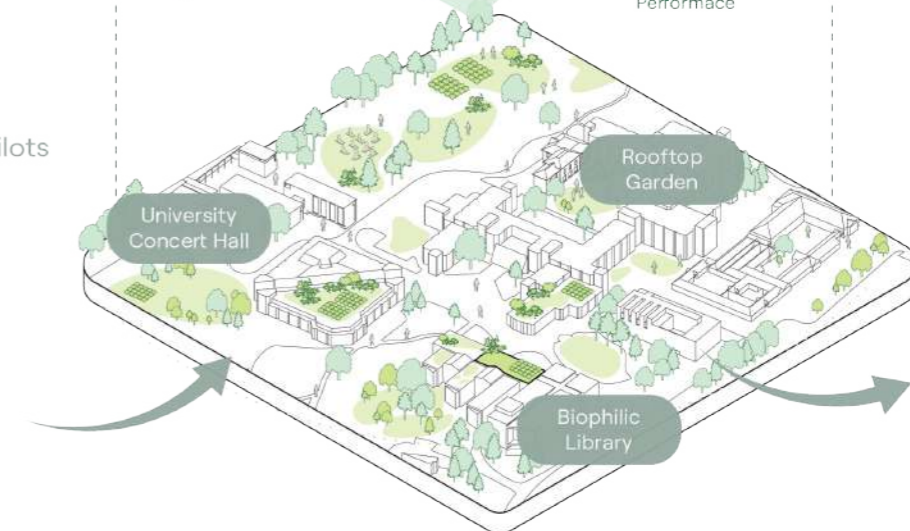 Performace
ilots
Rooftop
Garden
University
Concert Hall
Biophilic
Library